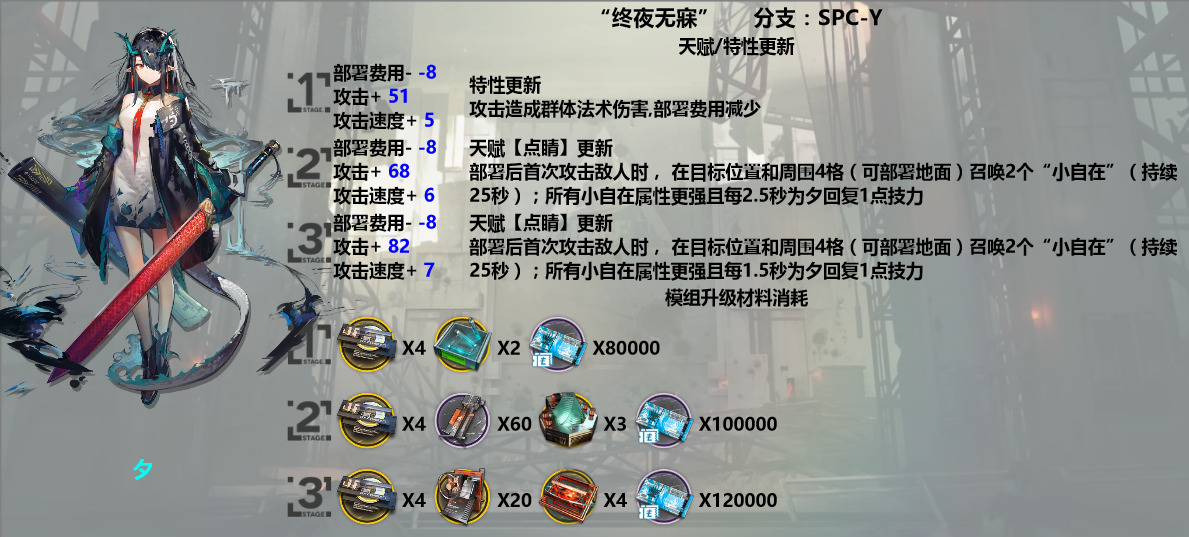 “终夜无寐” 分支：SPC-Y
天赋/特性更新
1
STAGE
部署费用- -8
攻击+ 51
攻击速度+ 5
特性更新
攻击造成群体法术伤害,部署费用减少
2
STAGE
部署费用- -8
攻击+ 68
攻击速度+ 6
天赋【点睛】更新
部署后首次攻击敌人时，在目标位置和周围4格（可部署地面）召唤2个“小自在”（持续
25秒）；所有小自在属性更强且每2.5秒为夕回复1点技力
3
STAGE
部署费用- -8
攻击+ 82
攻击速度+ 7
天赋【点睛】更新
部署后首次攻击敌人时，在目标位置和周围4格（可部署地面）召唤2个“小自在”（持续
25秒）；所有小自在属性更强且每1.5秒为夕回复1点技力
模组升级材料消耗
1
STAGE
X4 X2 X80000
2
STAGE
X4 X60 X3 X100000
3
STAGE
X4 X20 X4 X120000
夕